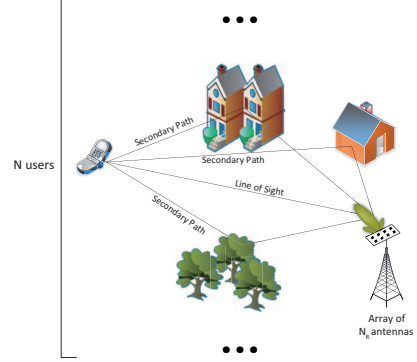 Secondary Path
Secondary Path
N users
Line of Sight
Secondary Path
Array of
N_R antennas